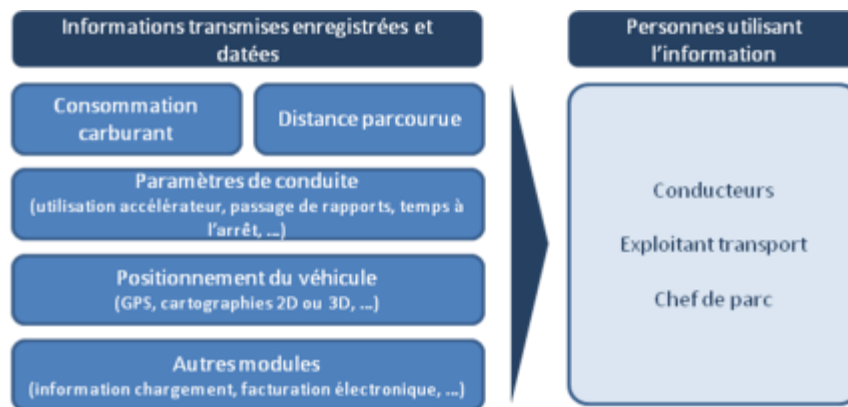 Informations transmises enregistrées et
datées
Personnes utilisant
l'information
Consommation
carburant
Distance parcourue
Paramètres de conduite
(utilisation accélérateur, passage de rapports, temps à
l'arrêt, ...)
Positionnement du véhicule
(GPS, cartographies 2D ou 3D, ...)
Autres modules
(information chargement, facturation électronique, ...)
Conducteurs
Exploitant transport
Chef de parc